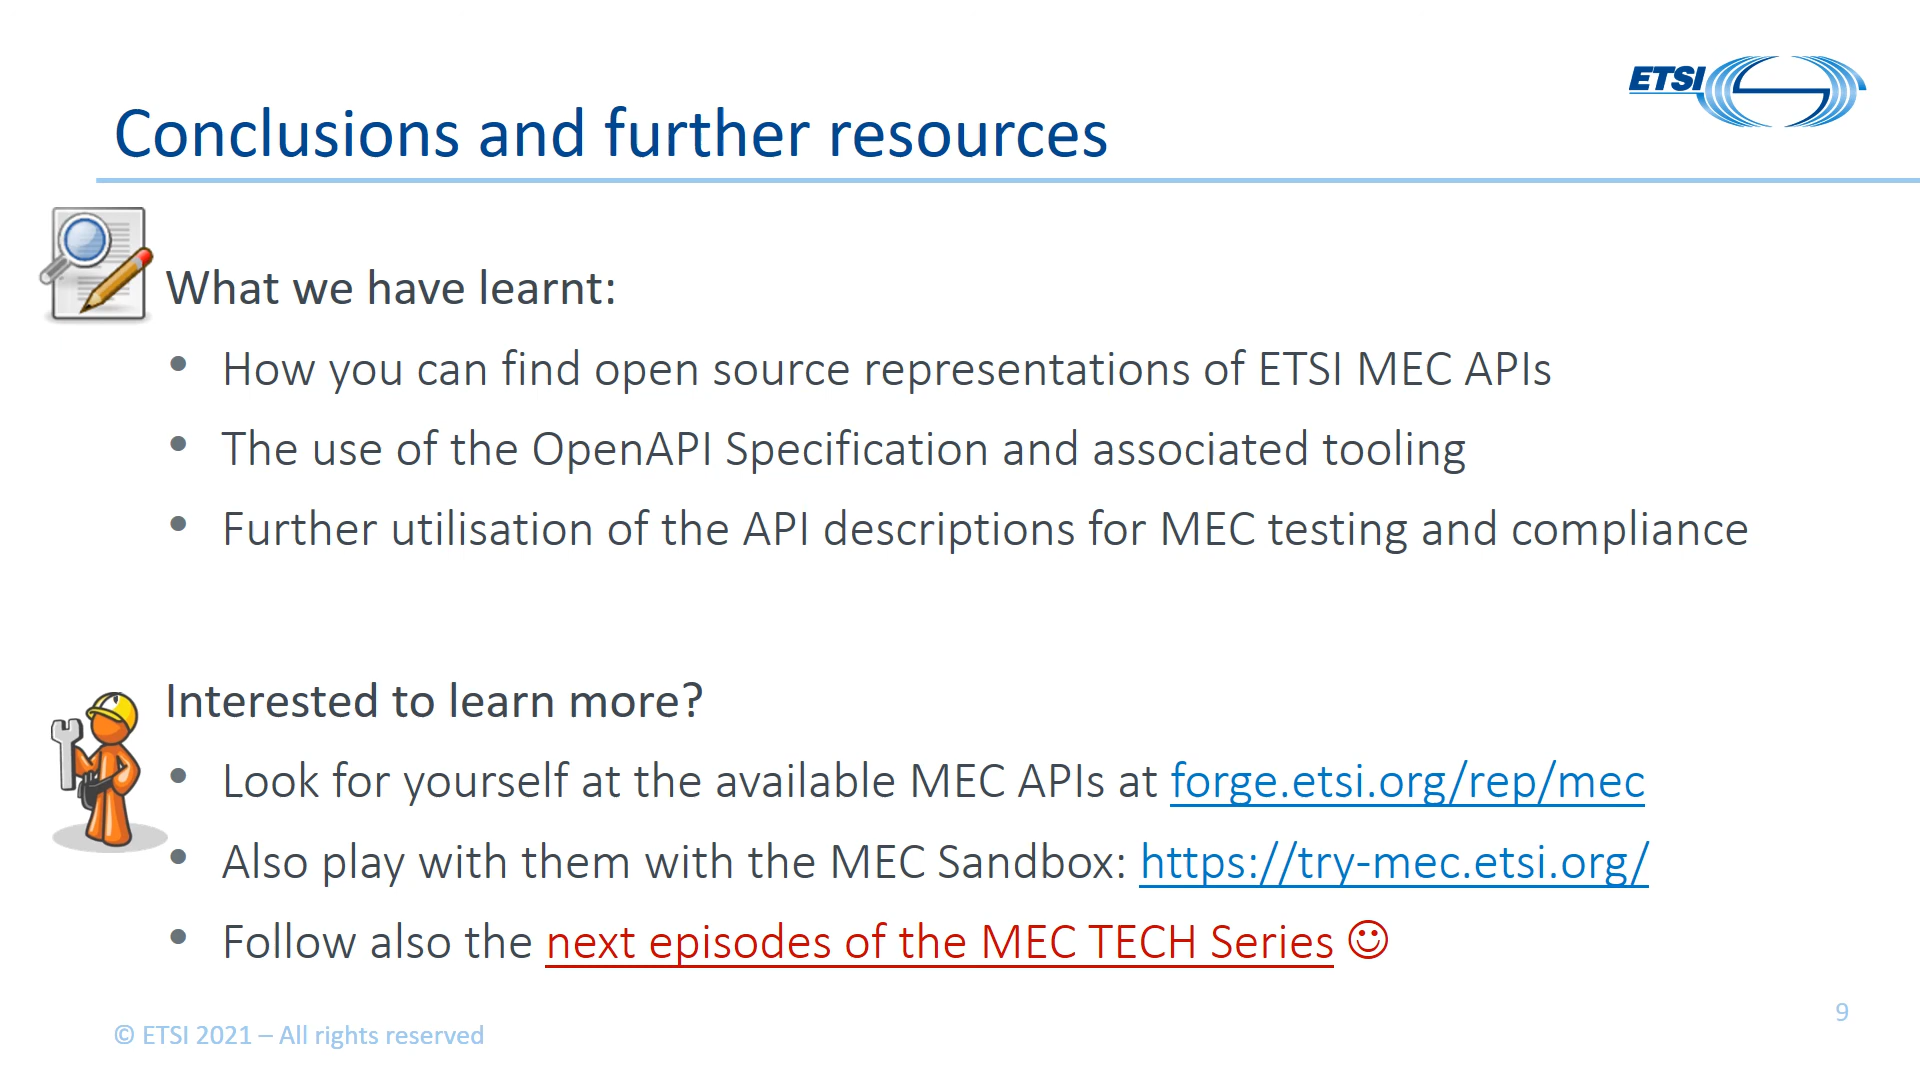 ETSI
Conclusions and further resources
What we have learnt:
• How you can find open source representations of ETSI MEC APIs
• The use of the OpenAPI Specification and associated tooling
• Further utilisation of the API descriptions for MEC testing and compliance
Interested to learn more?
• Look for yourself at the available MEC APIs at forge.etsi.org/rep/mec
• Also play with them with the MEC Sandbox: https://try-mec.etsi.org/
• Follow also the next episodes of the MEC TECH Series ☺
9
© ETSI 2021 – All rights reserved